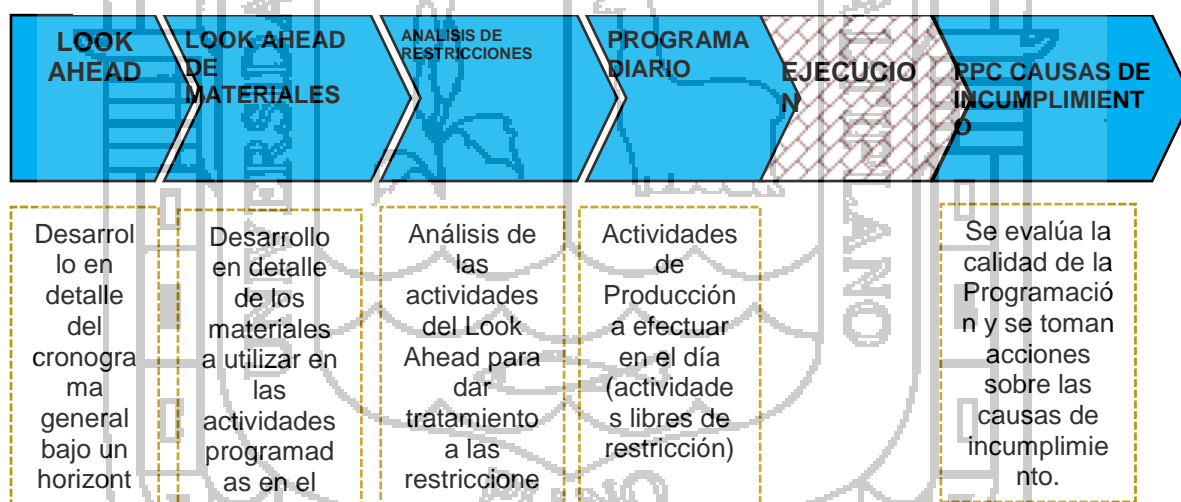 LOOK
AHEAD
LOOK AHEAD
DE
MATERIALES
ANALISIS DE
RESTRICCIONES
PROGRAMA
DIARIO
EJECUCIO
N
PPC CAUSAS DE
INCUMPLIMIENT
O
Desarrol
lo en
detalle
del
cronogra
ma
general
bajo un
horizont
Desarrollo
en detalle
de los
materiales
a utilizar en
las
actividades
programad
as en el
Análisis de
las
actividades
del Look
Ahead para
dar
tratamiento
a las
restriccione
Actividades
de
Producción
a efectuar
en el día
(actividade
s libres de
restricción)
Se evalúa la
calidad de la
Programació
n y se toman
acciones
sobre las
causas de
incumplimie
nto.